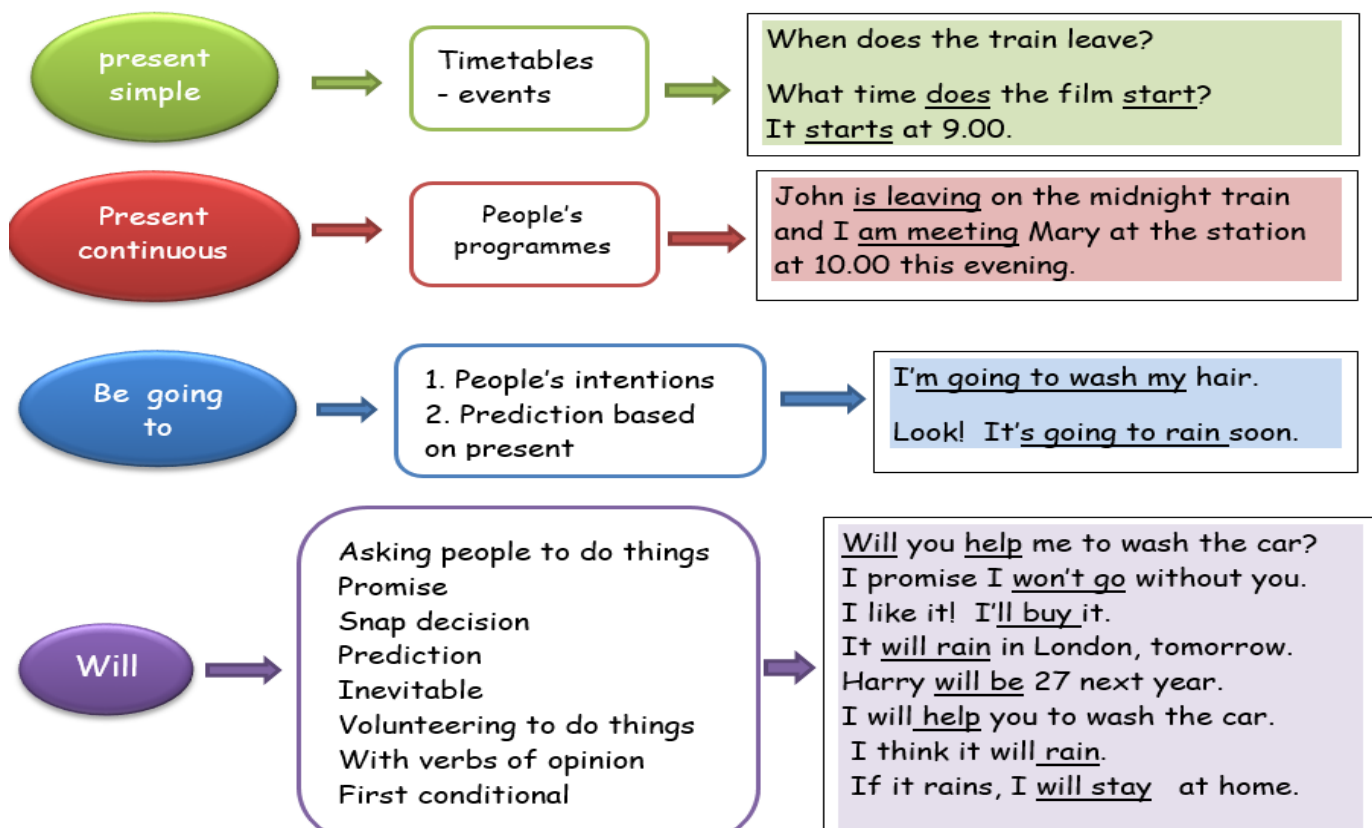 present
simple
Timetables
- events
When does the train leave?
What time does the film start?
It starts at 9.00.
Present
continuous
People's
programmes
John is leaving on the midnight train
and I am meeting Mary at the station
at 10.00 this evening.
Be going
to
1. People's intentions
2. Prediction based
on present
I'm going to wash my hair.
Look! It's going to rain soon.
Will
Asking people to do things
Promise
Snap decision
Prediction
Inevitable
Volunteering to do things
With verbs of opinion
First conditional
Will you help me to wash the car?
I promise I won't go without you.
I like it! I'll buy it.
It will rain in London, tomorrow.
Harry will be 27 next year.
I will help you to wash the car.
I think it will rain.
If it rains, I will stay at home.